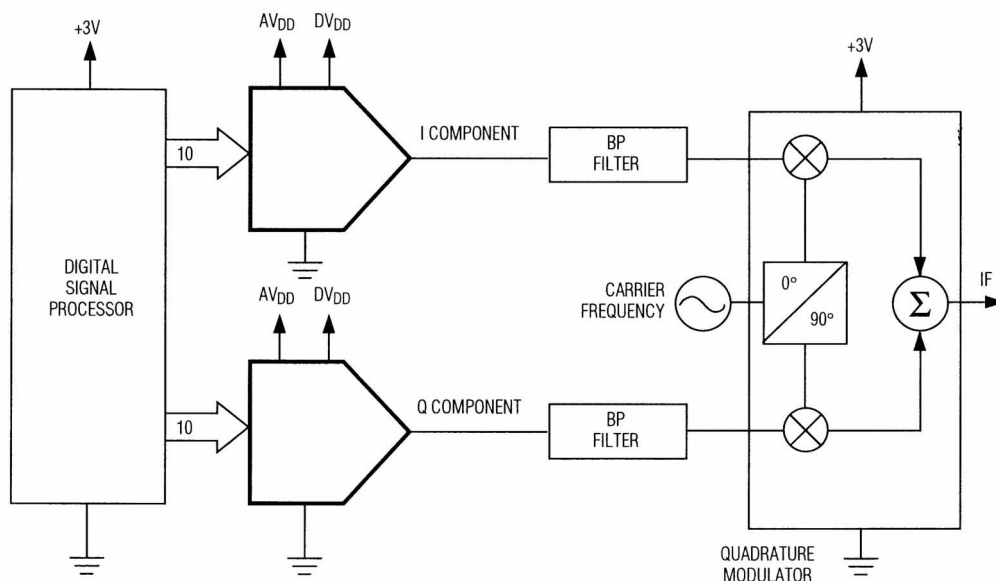 +3V
AVDD
DVDD
+3V
10
I COMPONENT
BP
FILTER
DIGITAL
SIGNAL
PROCESSOR
AVDD
DVDD
CARRIER
FREQUENCY
0°
90°
Σ
IF
10
Q COMPONENT
BP
FILTER
QUADRATURE
MODULATOR